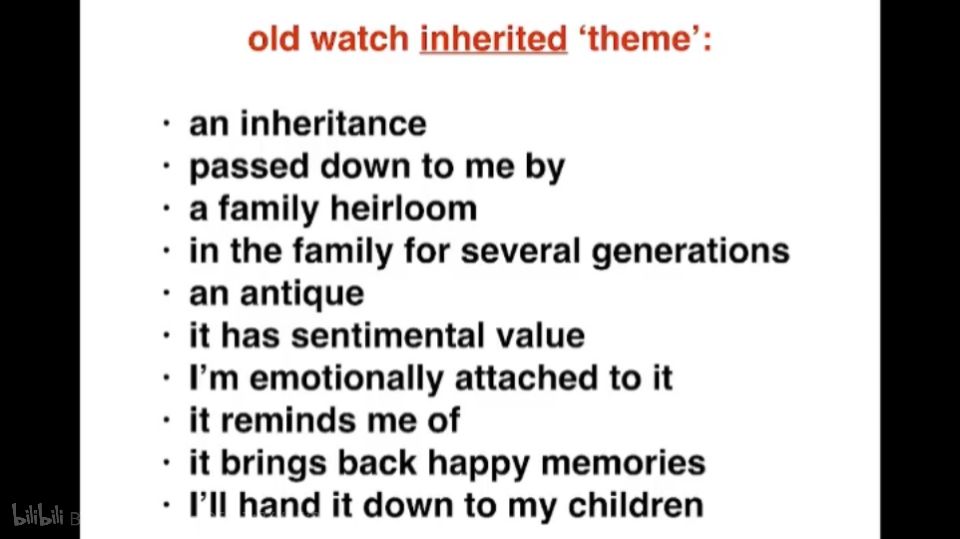 old watch inherited ‘theme’:
· an inheritance
· passed down to me by
· a family heirloom
· in the family for several generations
· an antique
· it has sentimental value
· I’m emotionally attached to it
· it reminds me of
· it brings back happy memories
· I’ll hand it down to my children
bilibili B